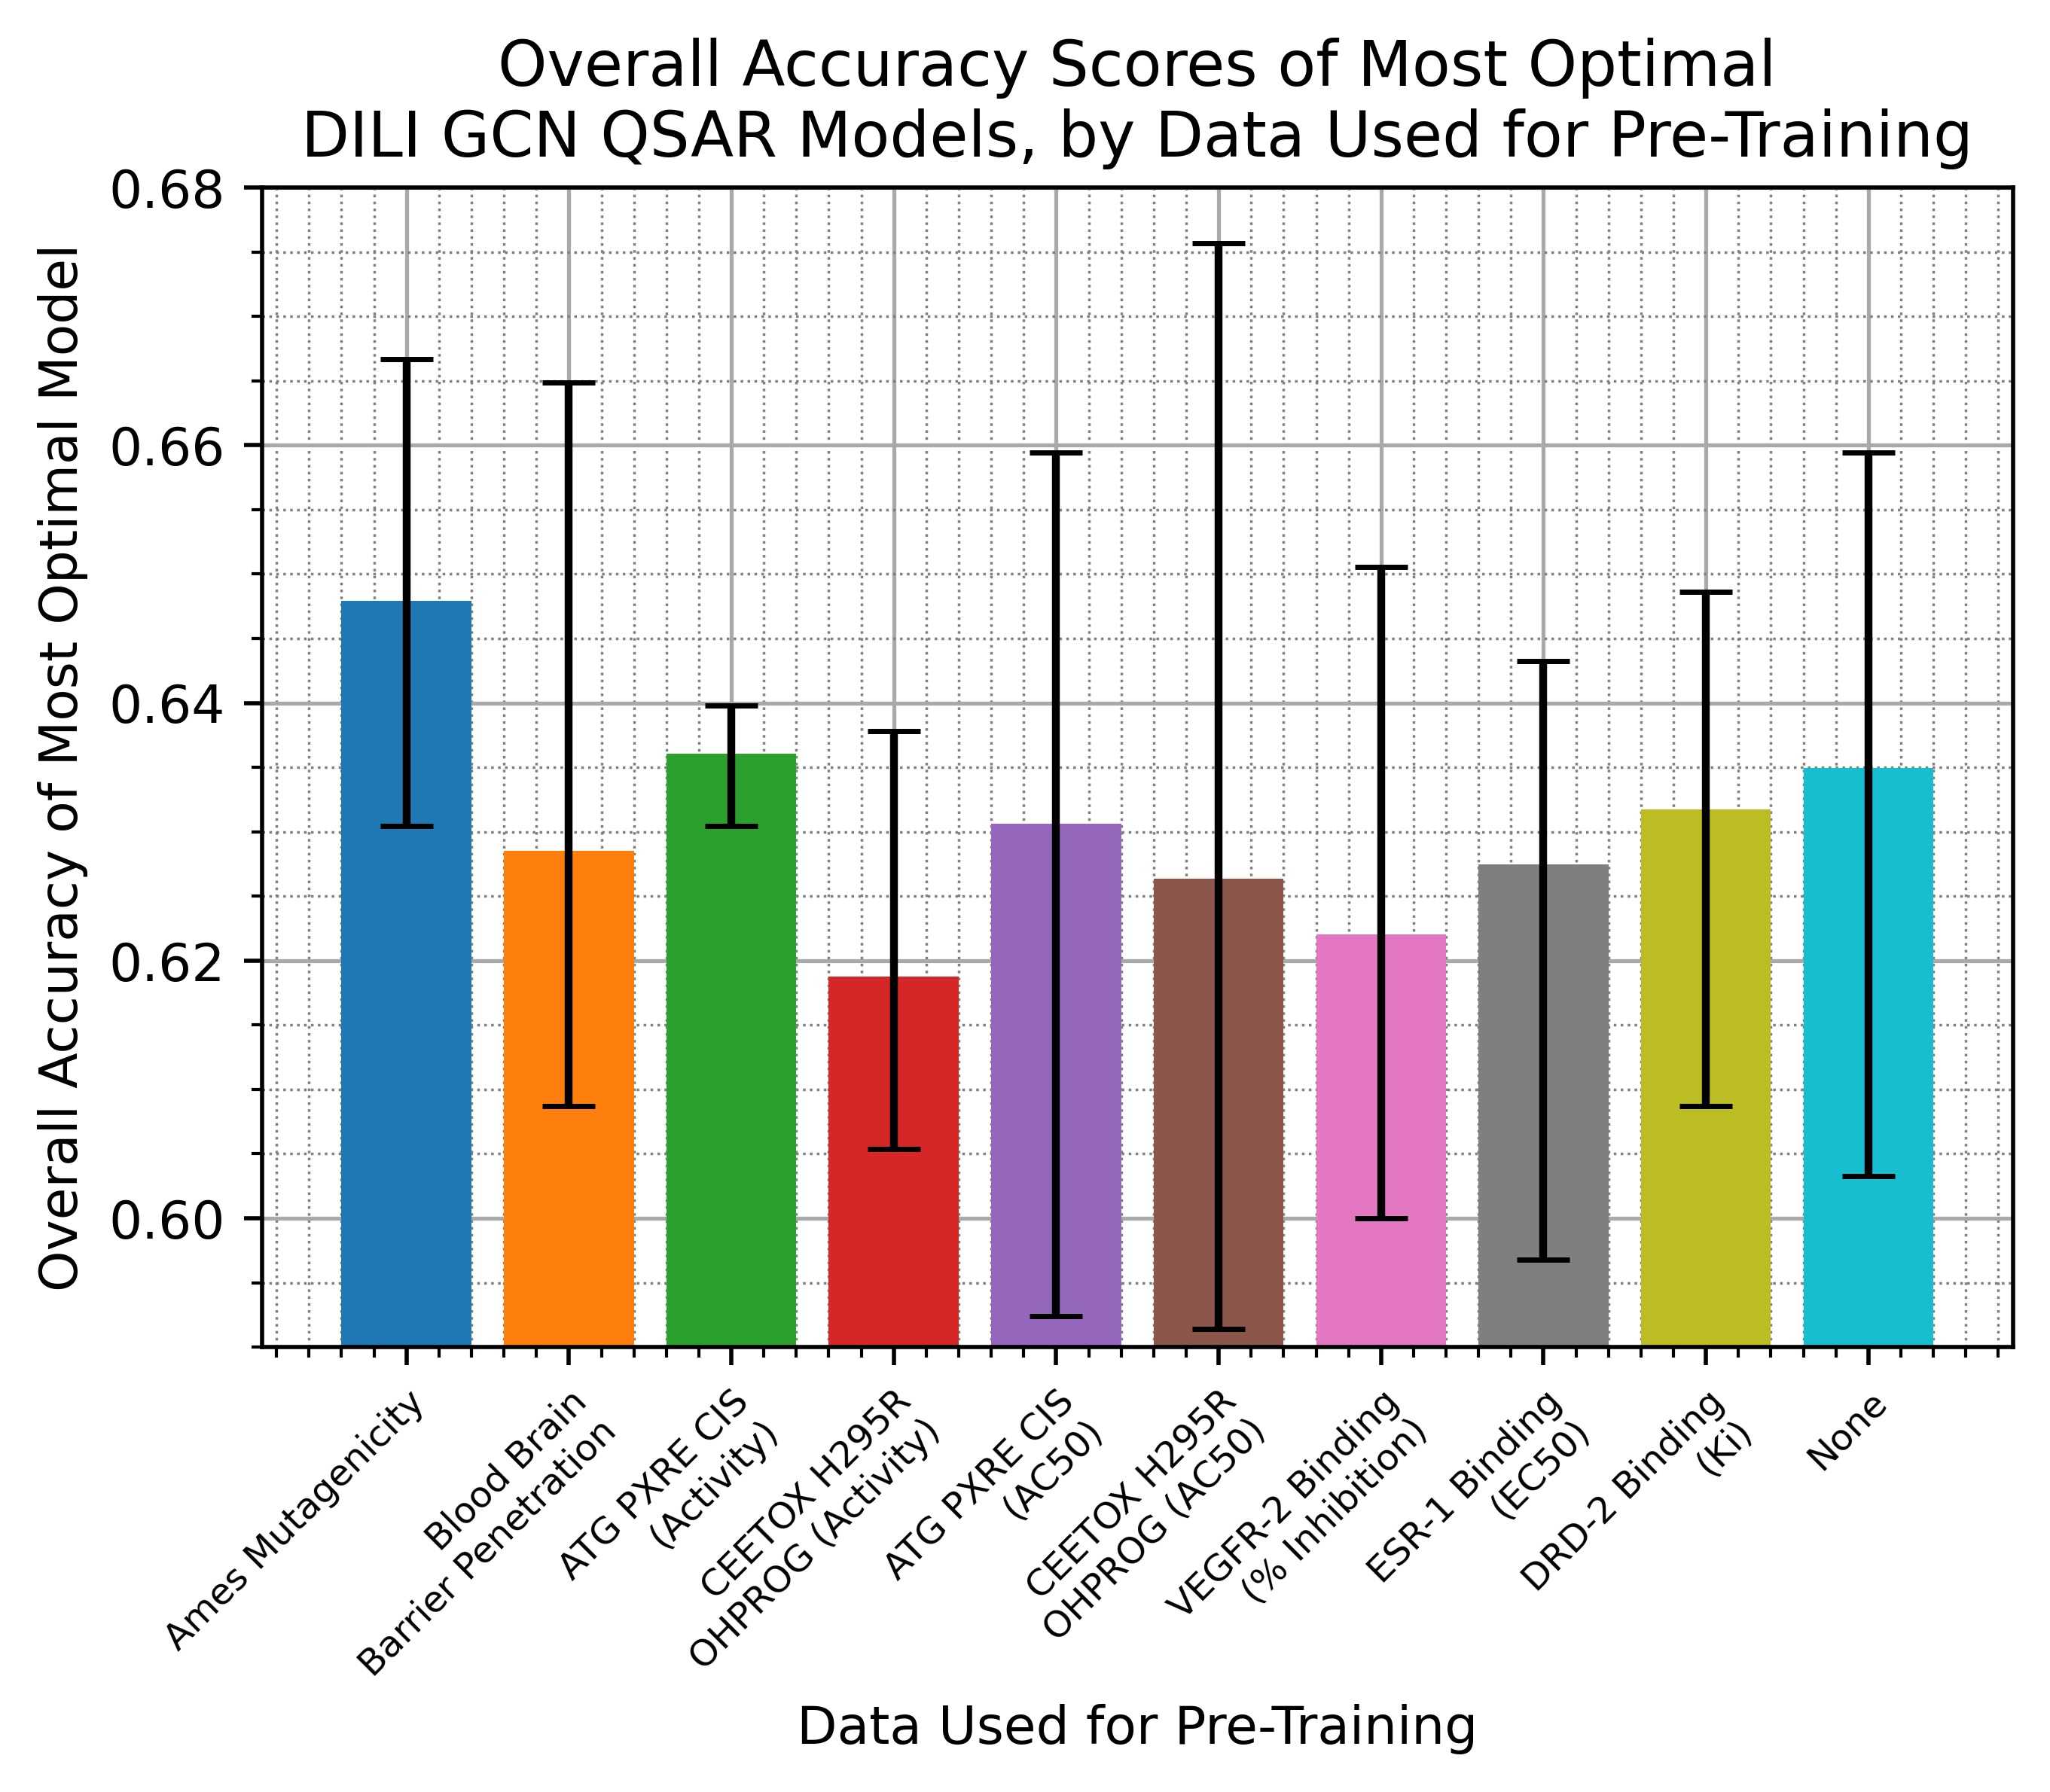 Overall Accuracy Scores of Most Optimal
DILI GCN QSAR Models, by Data Used for Pre-Training
Overall Accuracy of Most Optimal Model
0.68
0.66
0.64
0.62
0.60
Ames Mutagenicity
Blood Brain
Barrier Penetration
ATG PXRE CIS
(Activity)
CEETOX H295R
OHPROG (Activity)
ATG PXRE CIS
(AC50)
CEETOX H295R
OHPROG (AC50)
VEGFR-2 Binding
(% Inhibition)
ESR-1 Binding
(EC50)
DRD-2 Binding
(Ki)
None
Data Used for Pre-Training